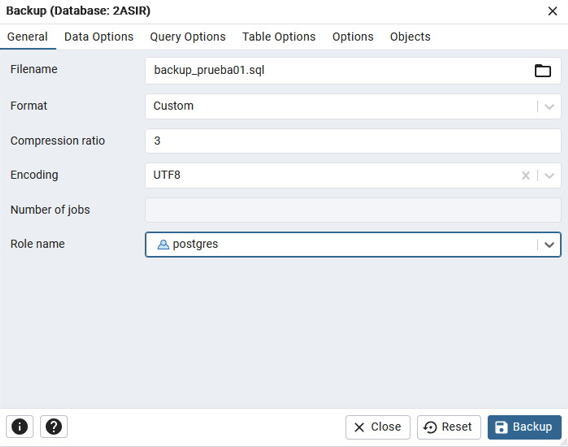 Backup (Database: 2ASIR)
General Data Options Query Options Table Options Options Objects
Filename backup_prueba01.sql
Format Custom
Compression ratio 3
Encoding UTF8
Number of jobs
Role name postgres
Close Reset Backup